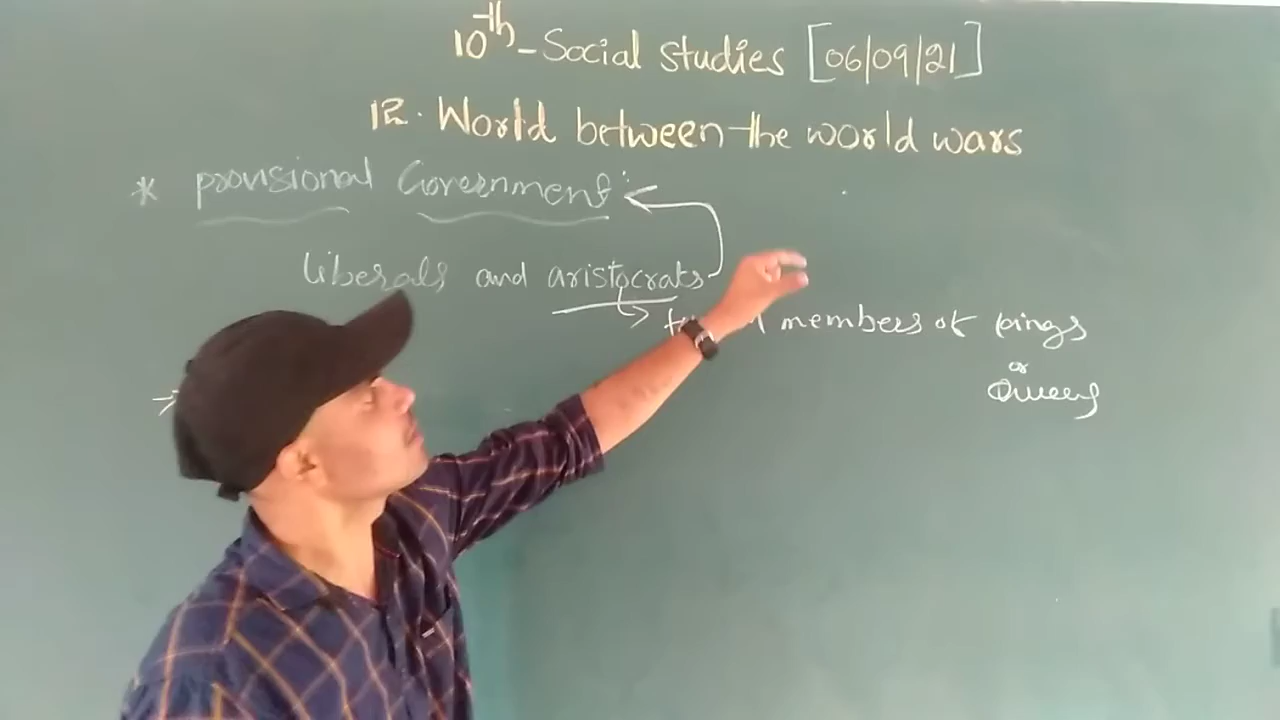 10th - Social studies [06/09/21]
12. World between the world wars
* provisional Government:
liberals and aristocrats
members of kings
or
Queens